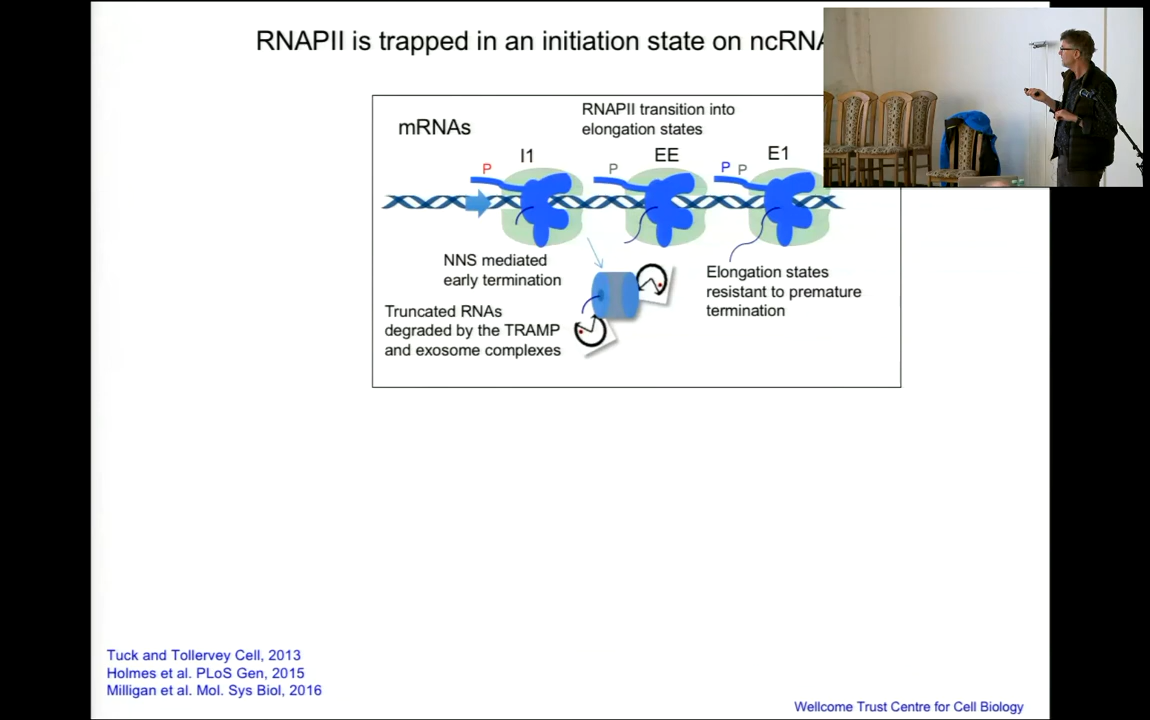 RNAPII is trapped in an initiation state on ncRNA
mRNAs
RNAPII transition into
elongation states
I1
EE
E1
P
P
P
P
NNS mediated
early termination
Truncated RNAs
degraded by the TRAMP
and exosome complexes
Elongation states
resistant to premature
termination
Tuck and Tollervey Cell, 2013
Holmes et al. PLoS Gen, 2015
Milligan et al. Mol. Sys Biol, 2016
Wellcome Trust Centre for Cell Biology